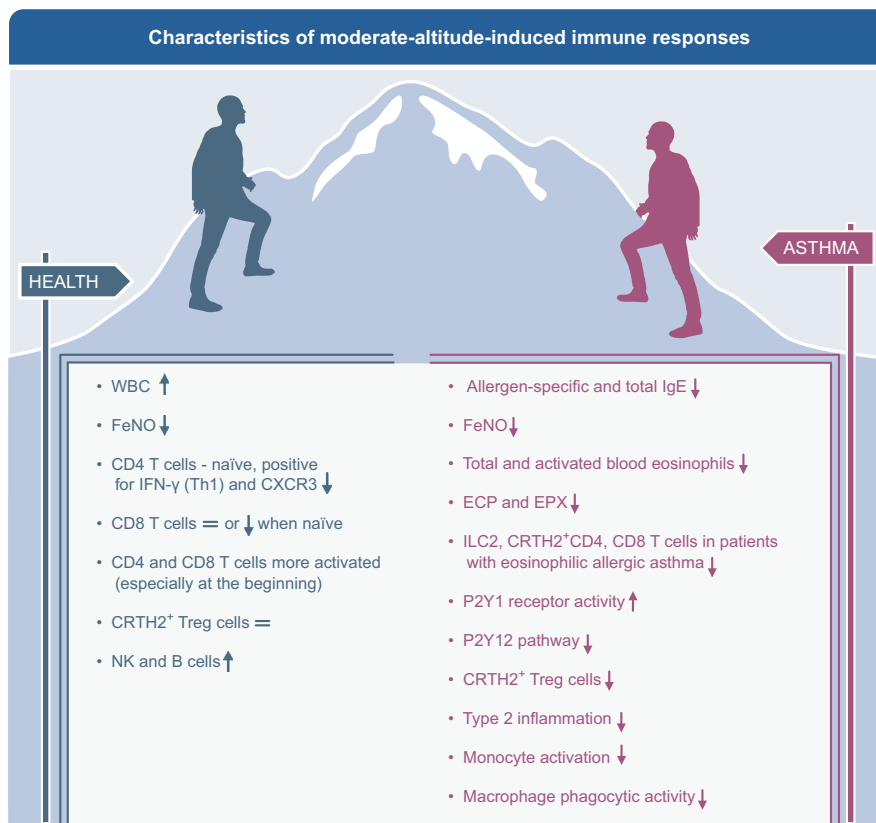 Characteristics of moderate-altitude-induced immune responses
HEALTH
ASTHMA
• WBC ↑
• FeNO ↓
• CD4 T cells - naïve, positive
for IFN-γ (Th1) and CXCR3 ↓
• CD8 T cells = or ↓ when naïve
• CD4 and CD8 T cells more activated
(especially at the beginning)
• CRTH2⁺ Treg cells =
• NK and B cells ↑
• Allergen-specific and total IgE ↓
• FeNO ↓
• Total and activated blood eosinophils ↓
• ECP and EPX ↓
• ILC2, CRTH2⁺CD4, CD8 T cells in patients
with eosinophilic allergic asthma ↓
• P2Y1 receptor activity ↑
• P2Y12 pathway ↓
• CRTH2⁺ Treg cells ↓
• Type 2 inflammation ↓
• Monocyte activation ↓
• Macrophage phagocytic activity ↓